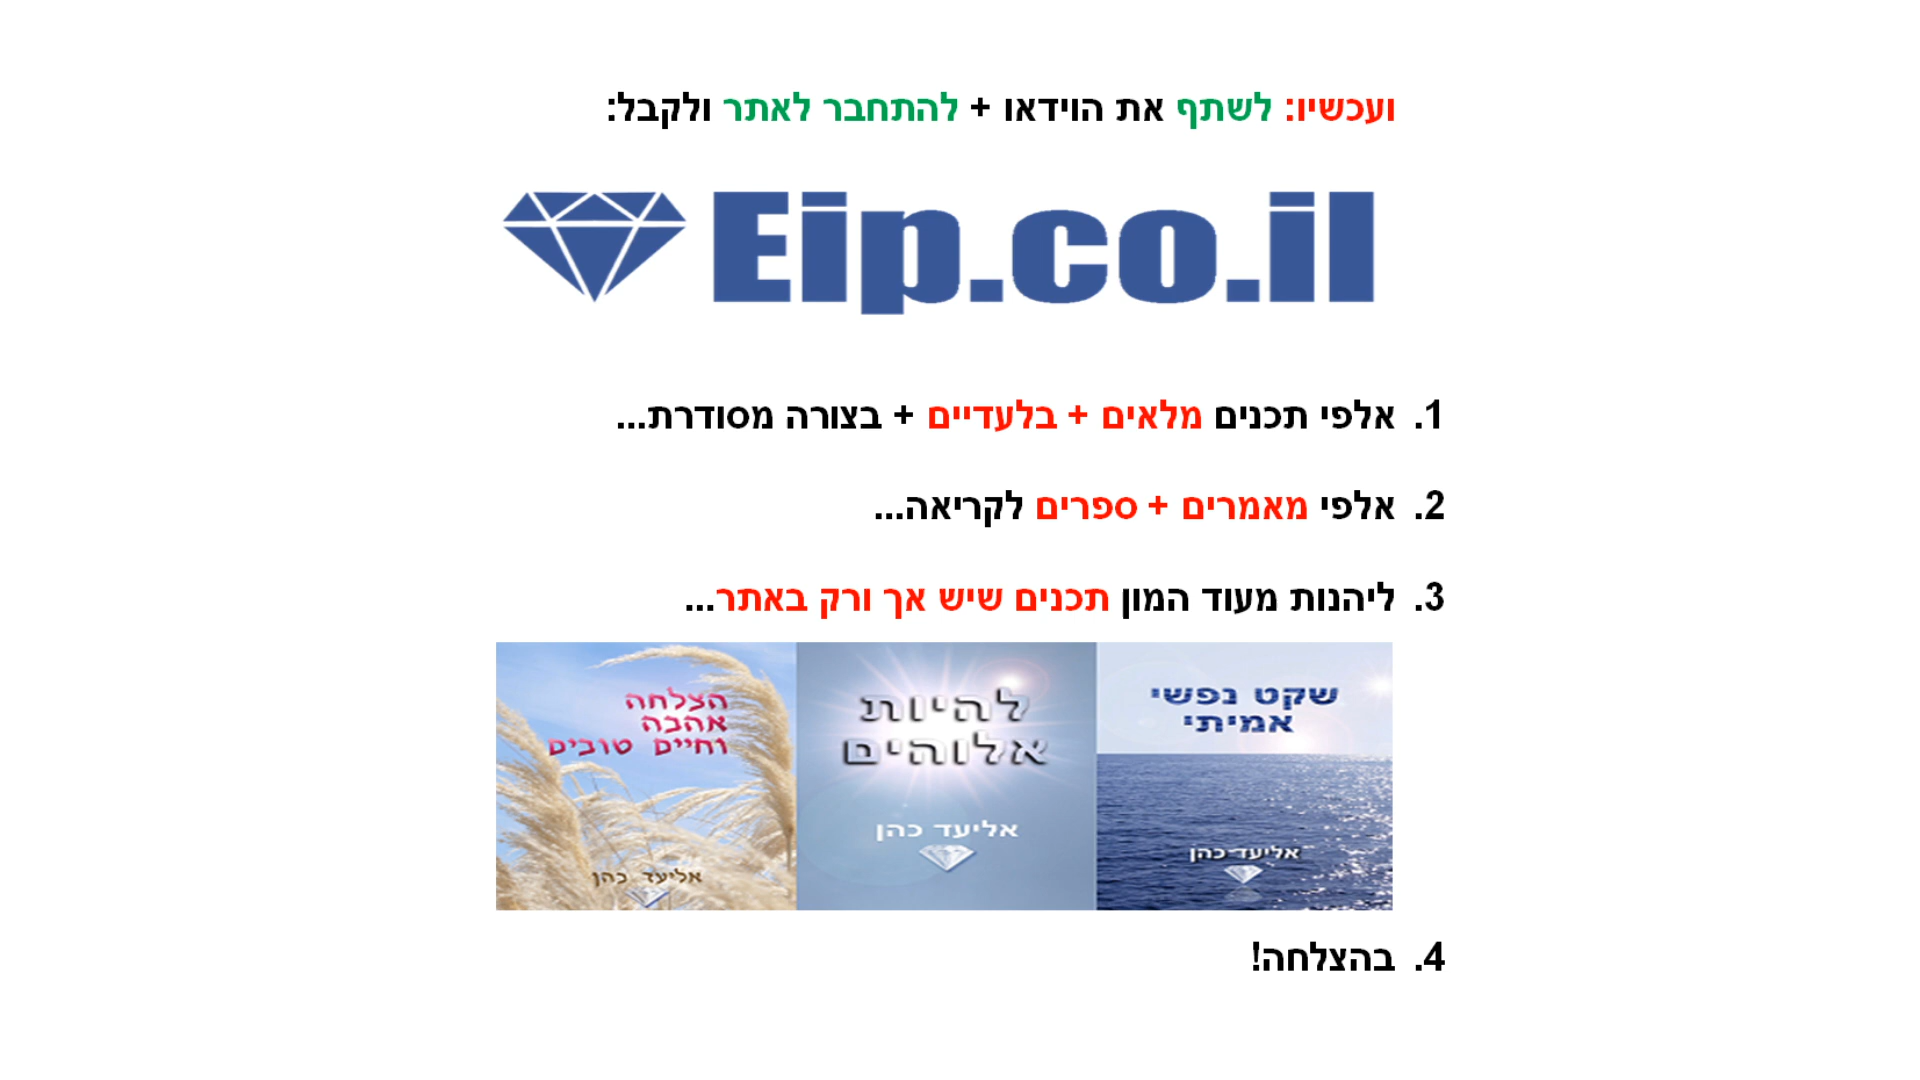 ועכשיו: לשתף את הוידאו + להתחבר לאתר ולקבל:
Eip.co.il
1. אלפי תכנים מלאים + בלעדיים + בצורה מסודרת...
2. אלפי מאמרים + ספרים לקריאה...
3. ליהנות מעוד המון תכנים שיש אך ורק באתר...
שקט נפשי
אמיתי
אליעד כהן
להיות
אלוהים
אליעד כהן
הצלחה
אהבה
וחיים טובים
אליעד כהן
4. בהצלחה!